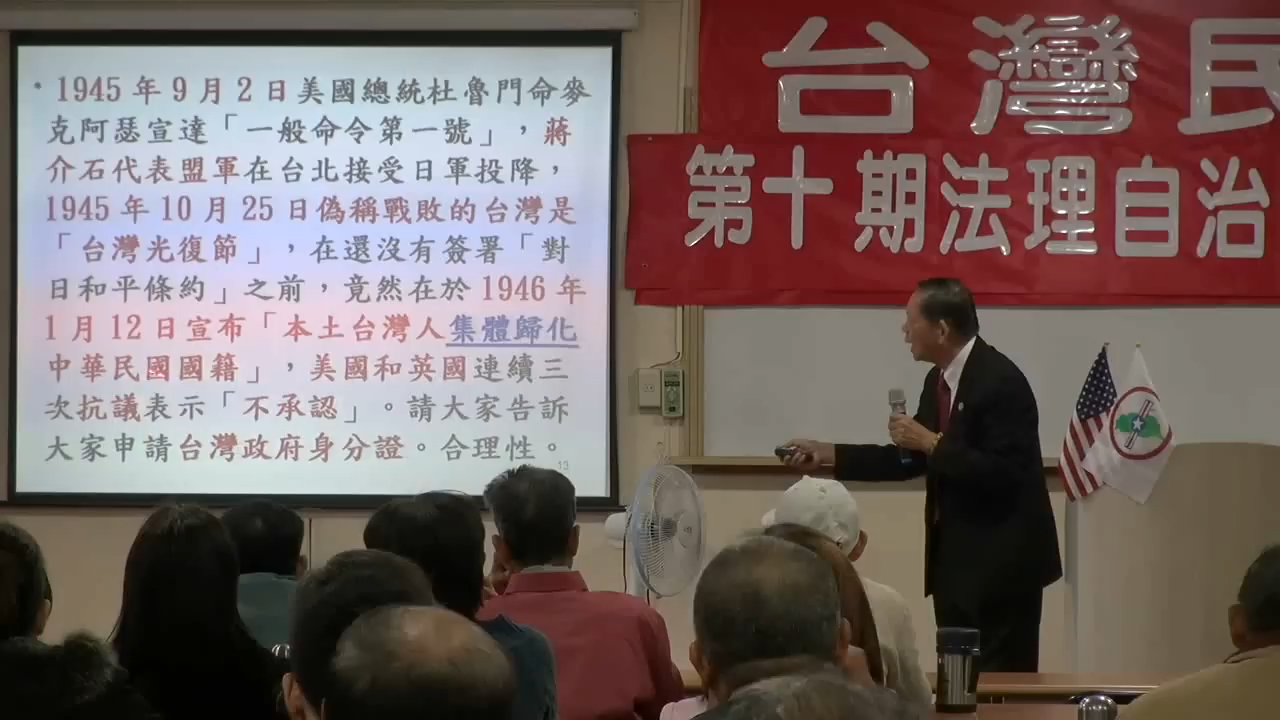 • 1945 年 9 月 2 日美國總統杜魯門命麥
克阿瑟宣達「一般命令第一號」，蔣
介石代表盟軍在台北接受日軍投降，
1945 年 10 月 25 日偽稱戰敗的台灣是
「台灣光復節」，在還沒有簽署「對
日和平條約」之前，竟然在於 1946 年
1 月 12 日宣布「本土台灣人集體歸化
中華民國國籍」，美國和英國連續三
次抗議表示「不承認」。請大家告訴
大家申請台灣政府身分證。合理性。
13
台灣民
第十期法理自治